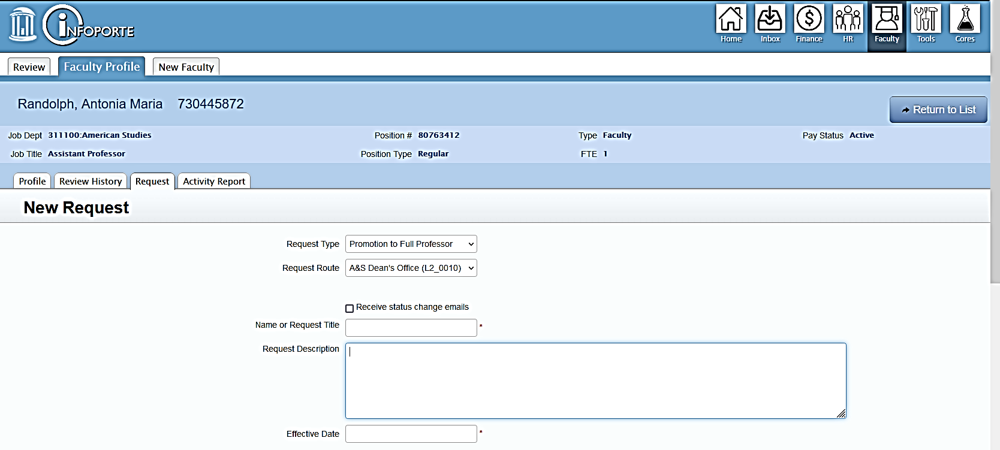 INFOPORTE
Home Inbox Finance HR Faculty Tools Cores
Review Faculty Profile New Faculty
Randolph, Antonia Maria 730445872
Return to List
Job Dept 311100:American Studies Position # 80763412 Type Faculty Pay Status Active
Job Title Assistant Professor Position Type Regular FTE 1
Profile Review History Request Activity Report
New Request
Request Type Promotion to Full Professor
Request Route A&S Dean's Office (L2_0010)
Receive status change emails
Name or Request Title *
Request Description
Effective Date *